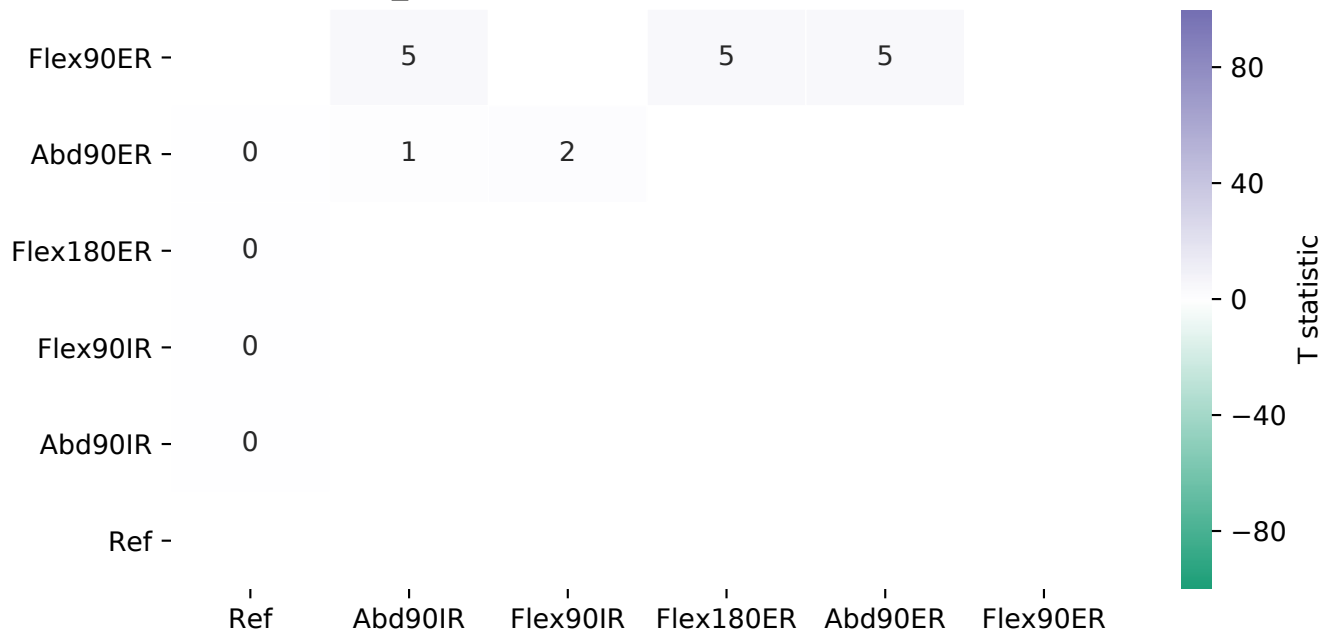 Flex90ER
5
5
5
80
Abd90ER
0
1
2
40
Flex180ER
0
0
T statistic
Flex90IR
0
−40
Abd90IR
0
Ref
−80
Ref
Abd90IR
Flex90IR
Flex180ER
Abd90ER
Flex90ER